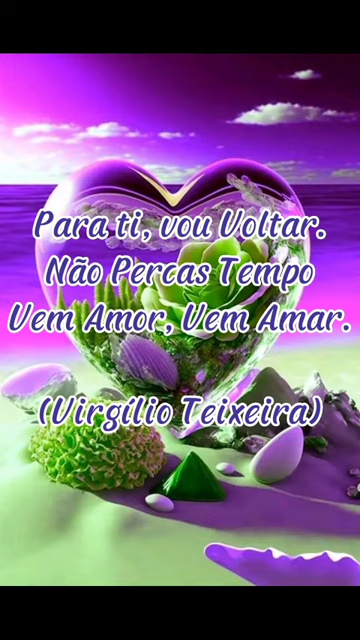 Para ti, vou Voltar.
Não Percas Tempo
Vem Amor, Vem Amar.
(Virgílio Teixeira)